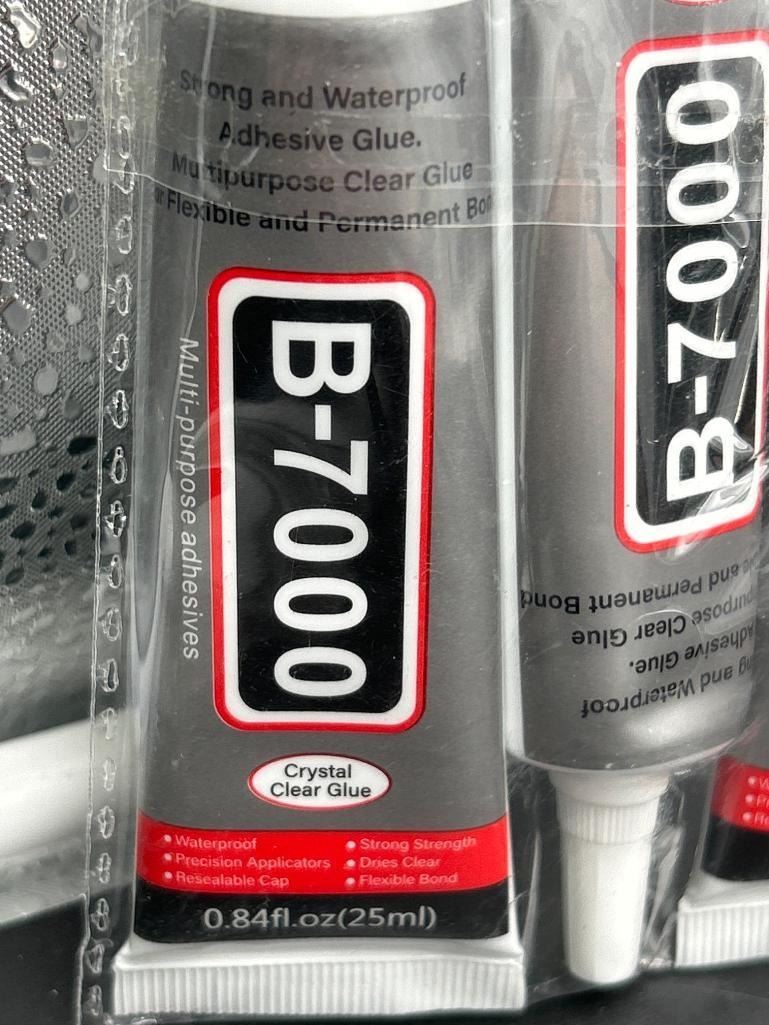 Strong and Waterproof
Adhesive Glue.
Multipurpose Clear Glue
Flexible and Permanent
B-7000
Multi-purpose adhesives
Crystal
Clear Glue
• Waterproof
• Precision Applicators
• Resealable Cap
• Strong Strength
• Dries Clear
• Flexible Bond
0.84fl.oz(25ml)
B-7000
and Waterproof
Adhesive Glue.
purpose Clear Glue
and Permanent Bond